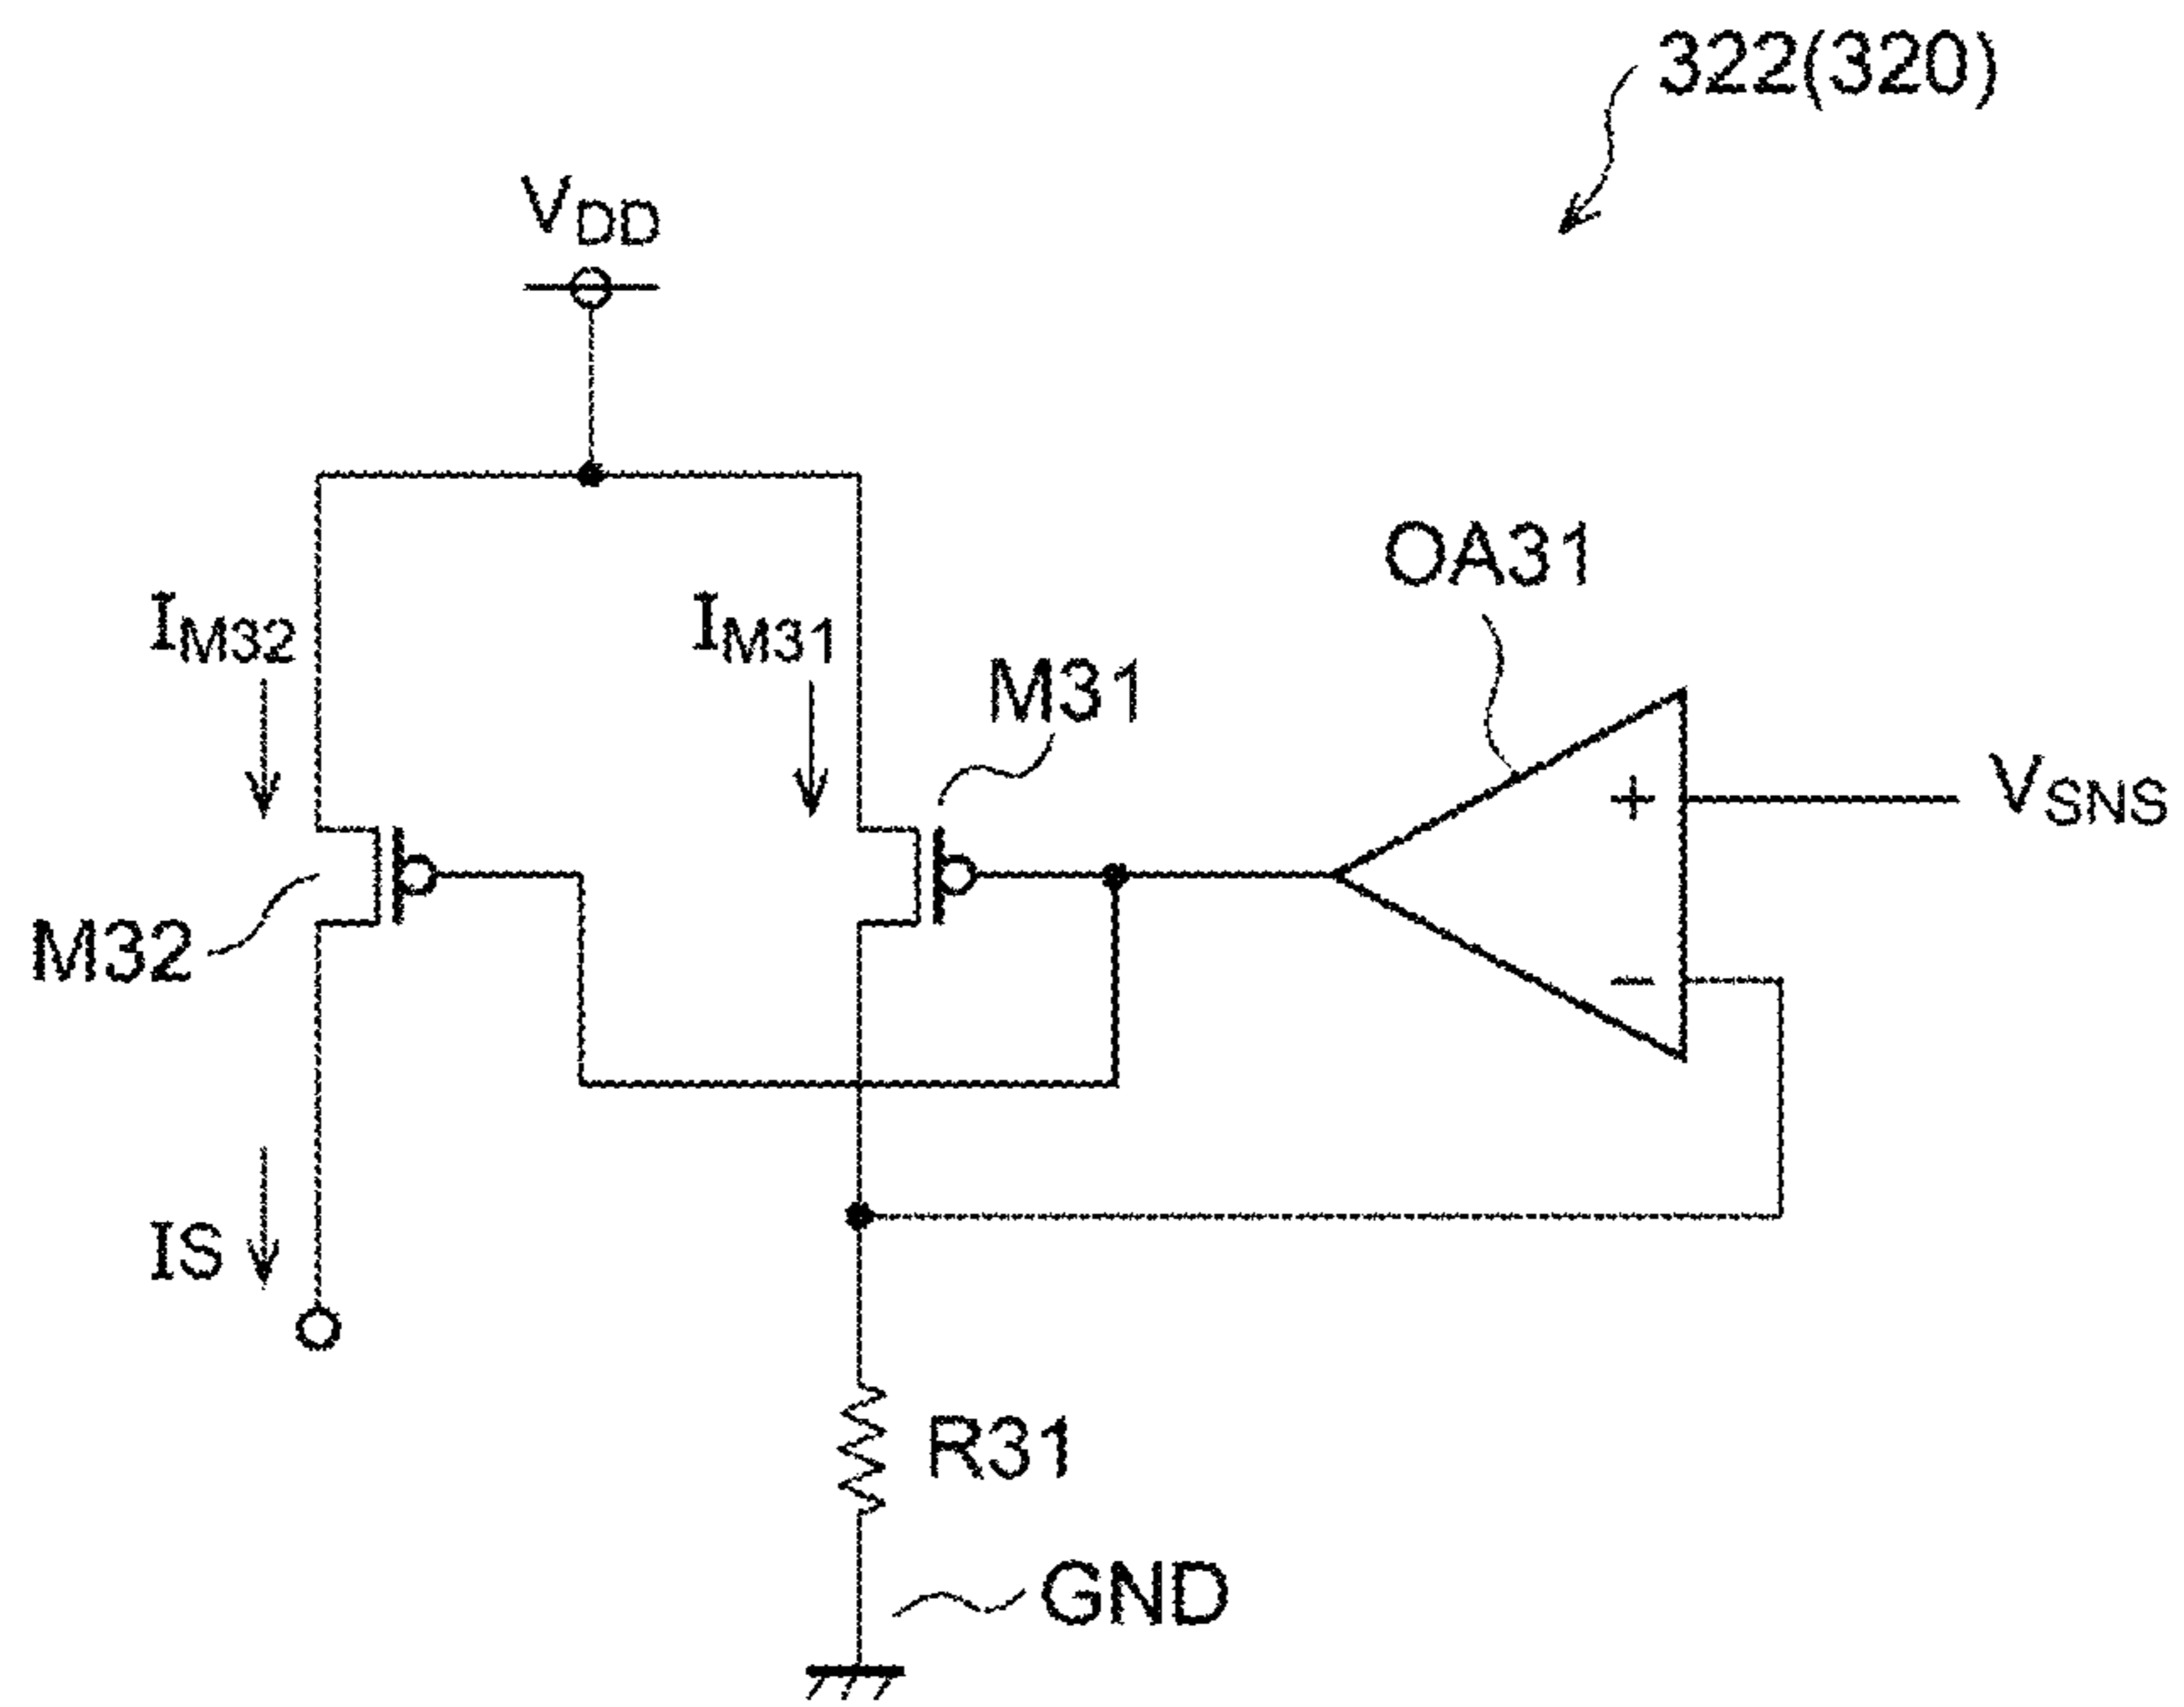 322(320)
VDD
OA31
IM32
IM31
M31
+
VSNS
M32
−
IS
R31
GND